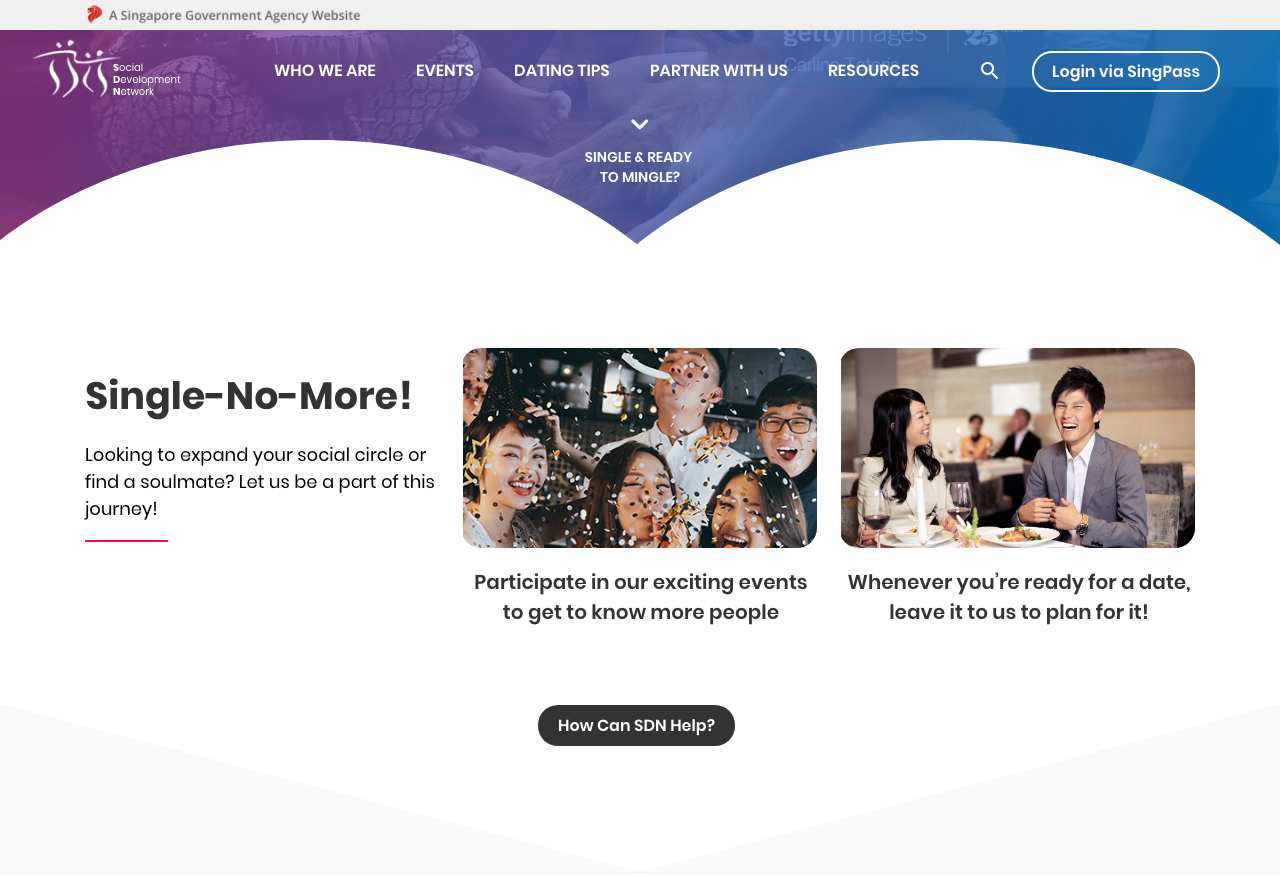 A Singapore Government Agency Website
gettyimages
25
Social
Development
Network
WHO WE ARE
EVENTS
DATING TIPS
PARTNER WITH US
RESOURCES
Login via SingPass
SINGLE & READY
TO MINGLE?
Single-No-More!
Looking to expand your social circle or
find a soulmate? Let us be a part of this
journey!
Participate in our exciting events
to get to know more people
Whenever you’re ready for a date,
leave it to us to plan for it!
How Can SDN Help?